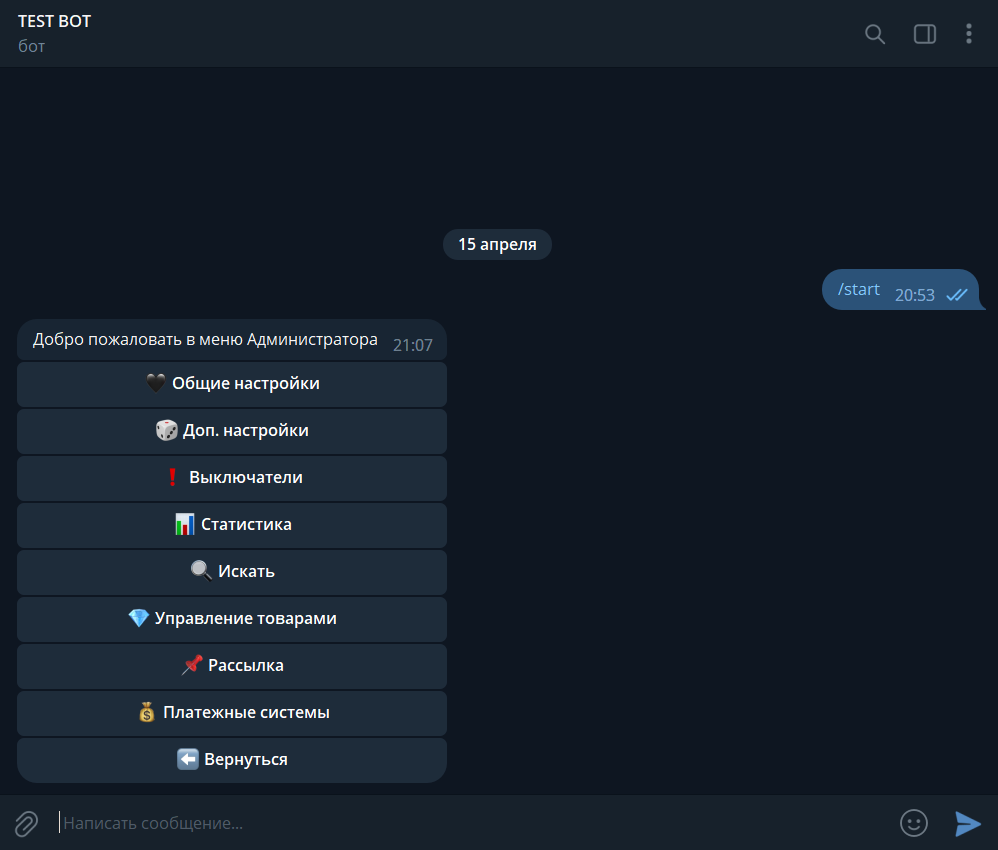 TEST BOT
бот
15 апреля
/start 20:53
Добро пожаловать в меню Администратора 21:07
🖤 Общие настройки
🎲 Доп. настройки
❗ Выключатели
📊 Статистика
🔍 Искать
💎 Управление товарами
📌 Рассылка
💰 Платежные системы
⬅️ Вернуться
Написать сообщение...